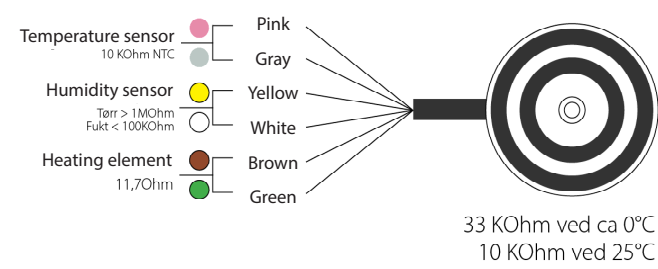 Temperature sensor
10 KOhm NTC
Pink
Gray
Humidity sensor
Tørr > 1MOhm
Fukt < 100KOhm
Yellow
White
Heating element
11,7Ohm
Brown
Green
33 KOhm ved ca 0°C
10 KOhm ved 25°C